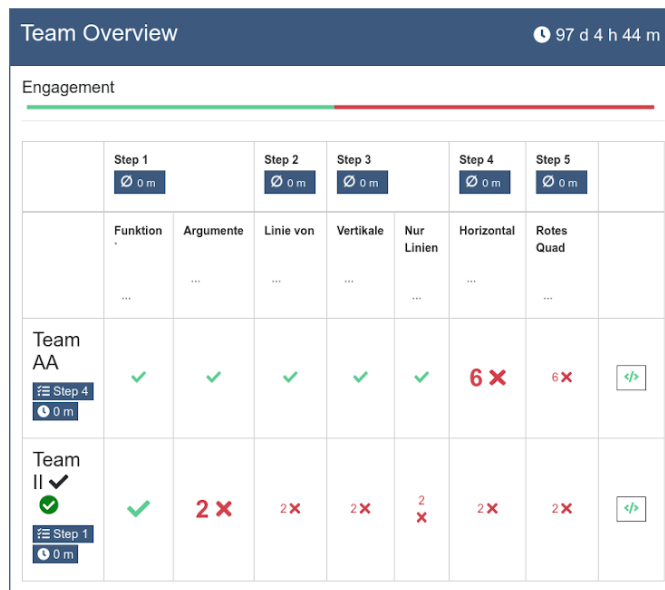 Team Overview
97 d 4 h 44 m
Engagement
Step 1
Step 2
Step 3
Step 4
Step 5
Ø 0 m
Ø 0 m
Ø 0 m
Ø 0 m
Ø 0 m
Funktion
`
Argumente
Linie von
Vertikale
Nur
Linien
Horizontal
Rotes
Quad
...
...
...
...
...
...
...
Team
AA
Step 4
0 m
6
6
</>
Team
II
Step 1
0 m
2
2
2
2
2
2
</>